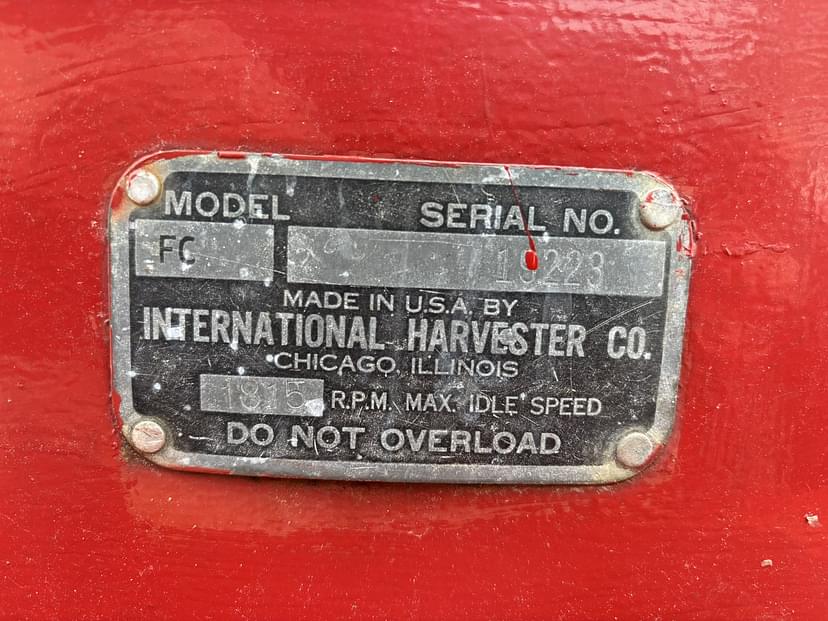 MODEL SERIAL NO.
FC
MADE IN U.S.A. BY
INTERNATIONAL HARVESTER CO.
CHICAGO, ILLINOIS
1815 R.P.M. MAX. IDLE SPEED
DO NOT OVERLOAD